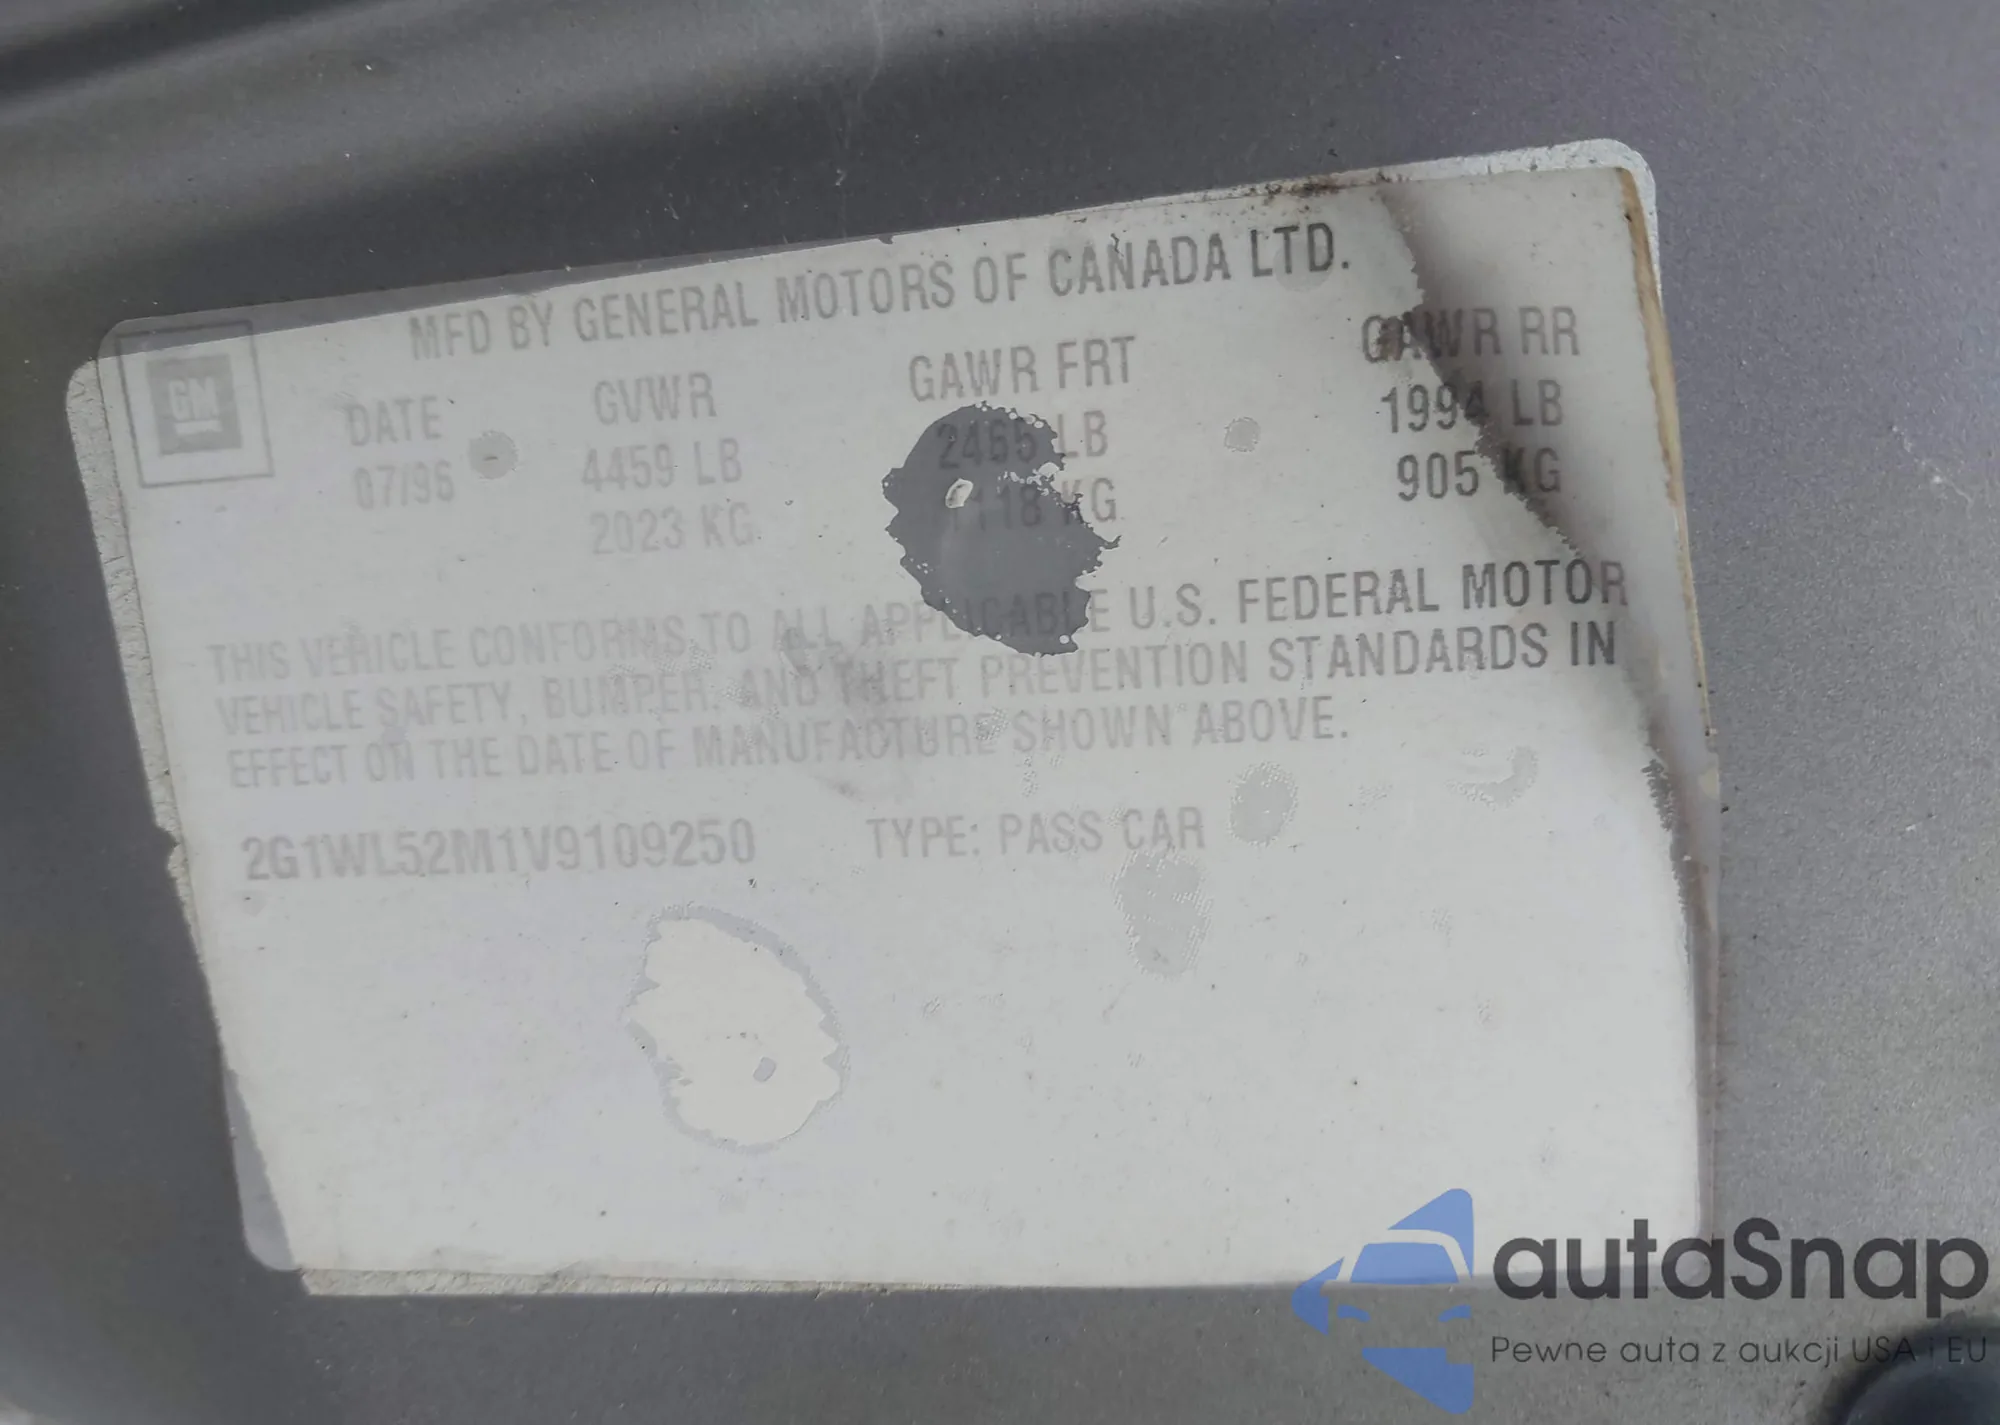 MFD BY GENERAL MOTORS OF CANADA LTD.
GM
DATE GVWR GAWR FRT GAWR RR
07/96 4459 LB 2465 LB 1994 LB
2023 KG 1118 KG 905 KG
THIS VEHICLE CONFORMS TO ALL APPLICABLE U.S. FEDERAL MOTOR
VEHICLE SAFETY, BUMPER, AND THEFT PREVENTION STANDARDS IN
EFFECT ON THE DATE OF MANUFACTURE SHOWN ABOVE.
2G1WL52M1V9109250 TYPE: PASS CAR
autaSnap
Pewne auta z aukcji USA i EU